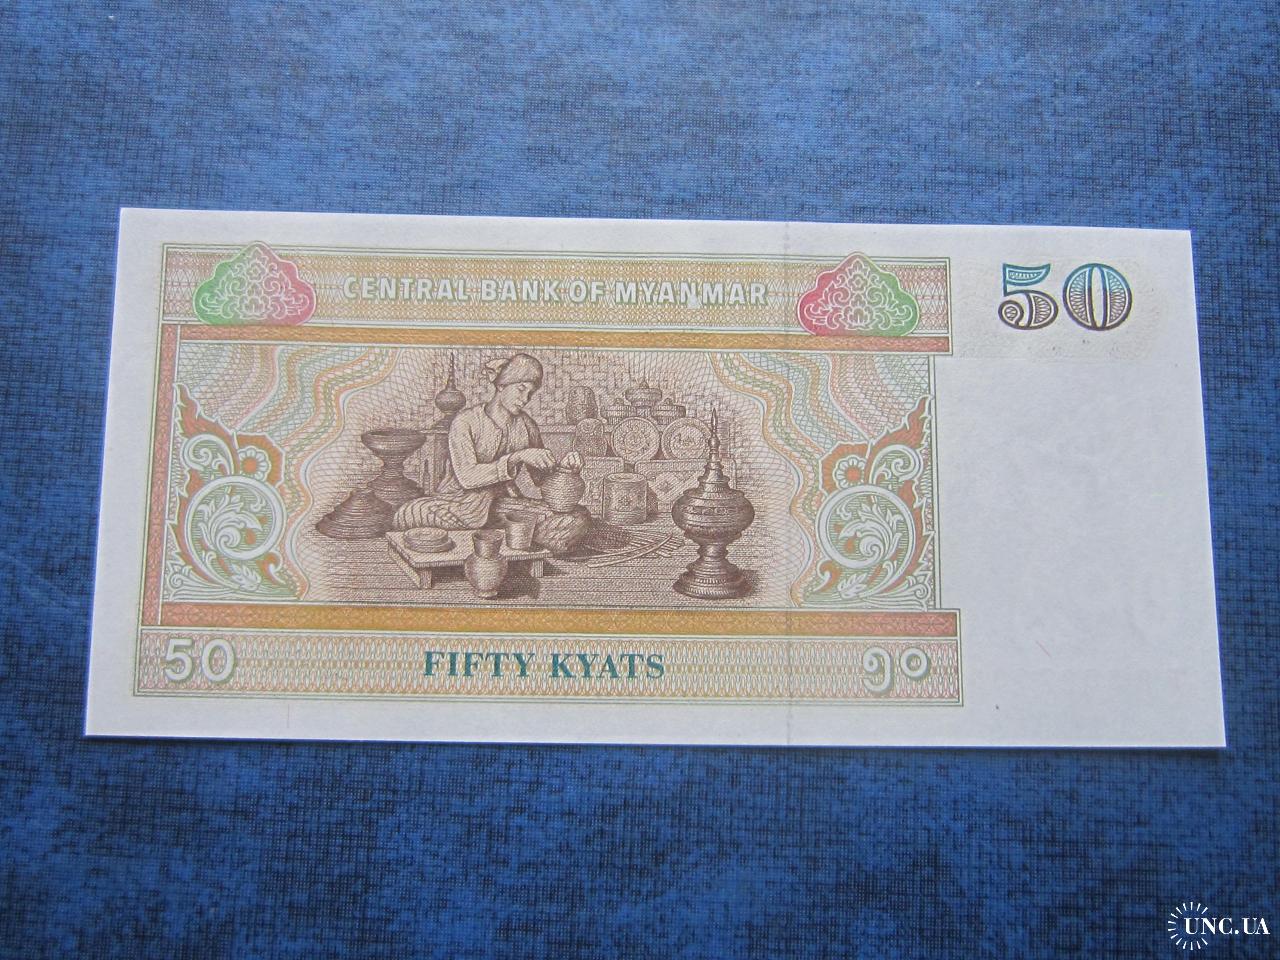 CENTRAL BANK OF MYANMAR
50
50
FIFTY KYATS
၅၀
UNC.UA